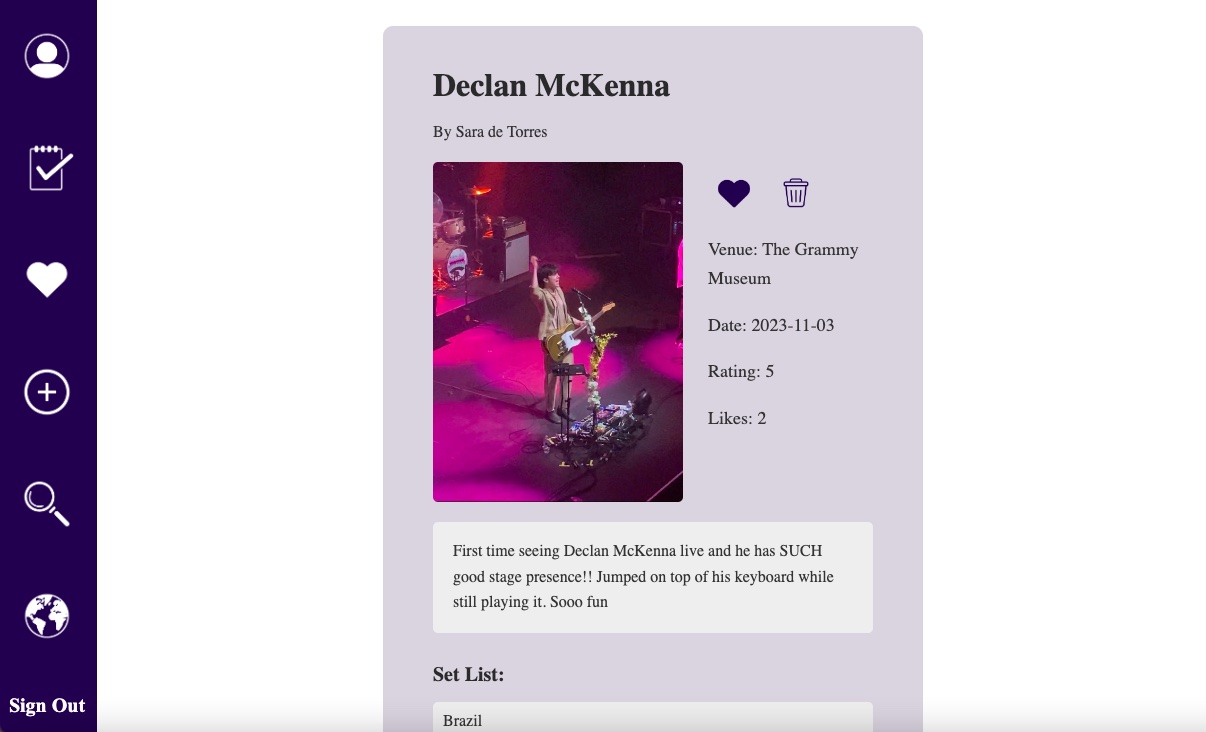 Declan McKenna
By Sara de Torres
Venue: The Grammy
Museum
Date: 2023-11-03
Rating: 5
Likes: 2
First time seeing Declan McKenna live and he has SUCH
good stage presence!! Jumped on top of his keyboard while
still playing it. Sooo fun
Set List:
Brazil
Sign Out